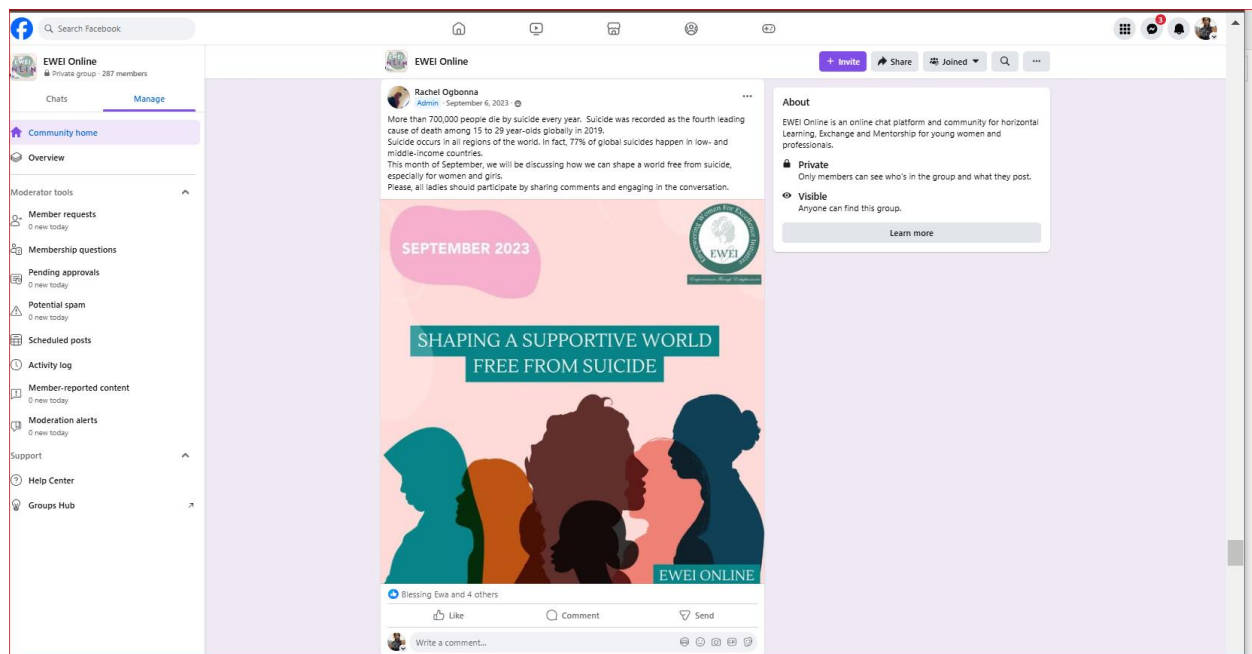 Search Facebook
3
EWEI Online
Private group · 287 members
Chats
Manage
Community home
Overview
Moderator tools
Member requests
0 new today
Membership questions
Pending approvals
0 new today
Potential spam
0 new today
Scheduled posts
Activity log
Member-reported content
0 new today
Moderation alerts
0 new today
Support
Help Center
Groups Hub
EWEI Online
+ Invite
Share
Joined
Rachel Ogbonna
Admin · September 6, 2023 ·
More than 700,000 people die by suicide every year. Suicide was recorded as the fourth leading
cause of death among 15 to 29 year-olds globally in 2019.
Suicide occurs in all regions of the world. In fact, 77% of global suicides happen in low- and
middle-income countries.
This month of September, we will be discussing how we can shape a world free from suicide,
especially for women and girls.
Please, all ladies should participate by sharing comments and engaging in the conversation.
SEPTEMBER 2023
Empowering Women For Excellence Initiative
EWEI
SHAPING A SUPPORTIVE WORLD
FREE FROM SUICIDE
EWEI ONLINE
Blessing Ewa and 4 others
Like
Comment
Send
Write a comment...
About
EWEI Online is an online chat platform and community for horizontal
Learning, Exchange and Mentorship for young women and
professionals.
Private
Only members can see who's in the group and what they post.
Visible
Anyone can find this group.
Learn more